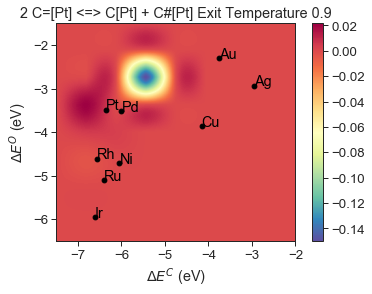 2 C=[Pt] <=> C[Pt] + C#[Pt] Exit Temperature 0.9
ΔE^O (eV)
−2
−3
−4
−5
−6
Au
Ag
Pt
Pd
Cu
Rh
Ni
Ru
Ir
−7
−6
−5
−4
−3
−2
ΔE^C (eV)
0.02
0.00
−0.02
−0.04
−0.06
−0.08
−0.10
−0.12
−0.14